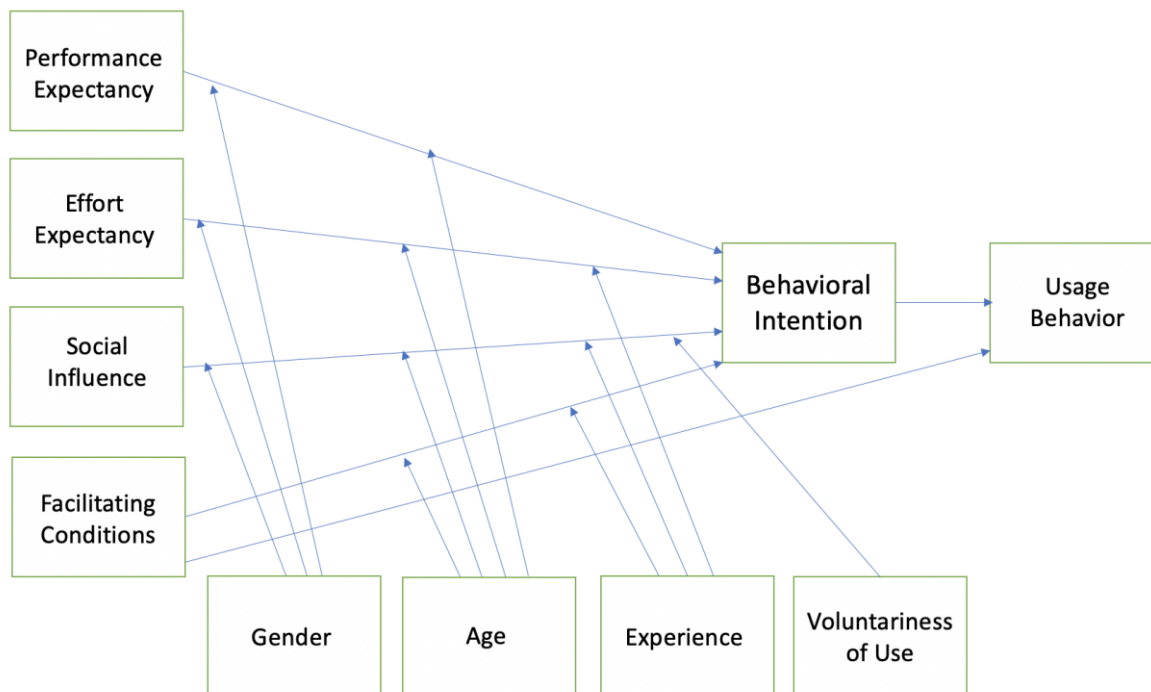 Performance
Expectancy
Effort
Expectancy
Social
Influence
Facilitating
Conditions
Behavioral
Intention
Usage
Behavior
Gender
Age
Experience
Voluntariness
of Use